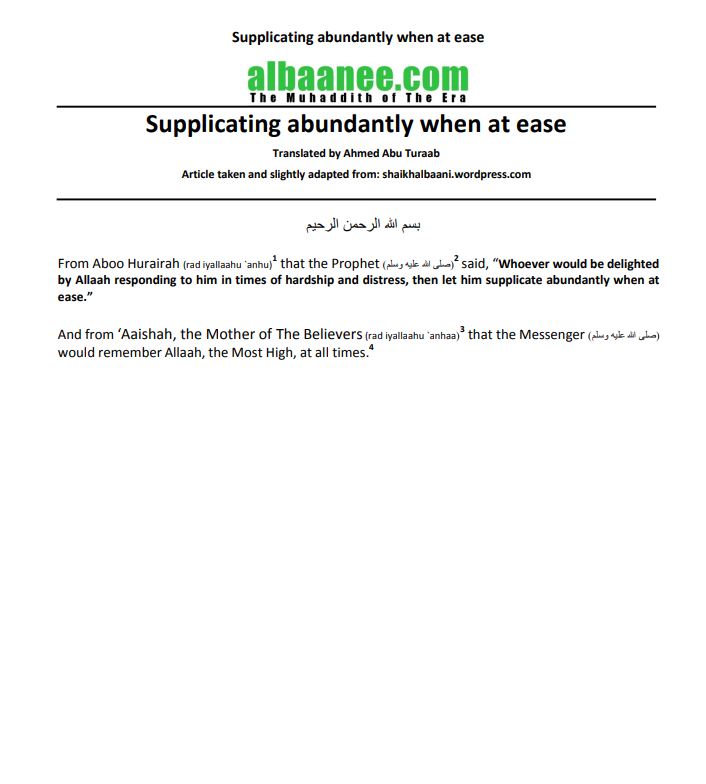 Supplicating abundantly when at ease
albaanee.com
The Muhaddith of The Era
Supplicating abundantly when at ease
Translated by Ahmed Abu Turaab
Article taken and slightly adapted from: shaikhalbaani.wordpress.com
بسم الله الرحمن الرحيم
From Aboo Hurairah (rad iyallaahu `anhu)1 that the Prophet (صلى الله عليه وسلم)2 said, “Whoever would be delighted
by Allaah responding to him in times of hardship and distress, then let him supplicate abundantly when at
ease.”
And from ‘Aaishah, the Mother of The Believers (rad iyallaahu `anhaa)3 that the Messenger (صلى الله عليه وسلم)
would remember Allaah, the Most High, at all times.4